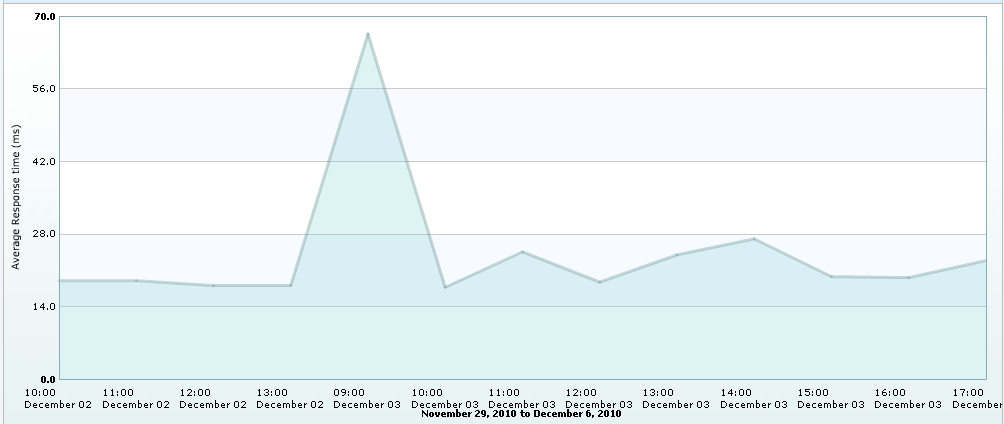 70.0
56.0
42.0
28.0
14.0
0.0
Average Response time (ms)
10:00 11:00 12:00 13:00 09:00 10:00 11:00 12:00 13:00 14:00 15:00 16:00 17:00
December 02 December 02 December 02 December 02 December 03 December 03 December 03 December 03 December 03 December 03 December 03 December 03 December
November 29, 2010 to December 6, 2010